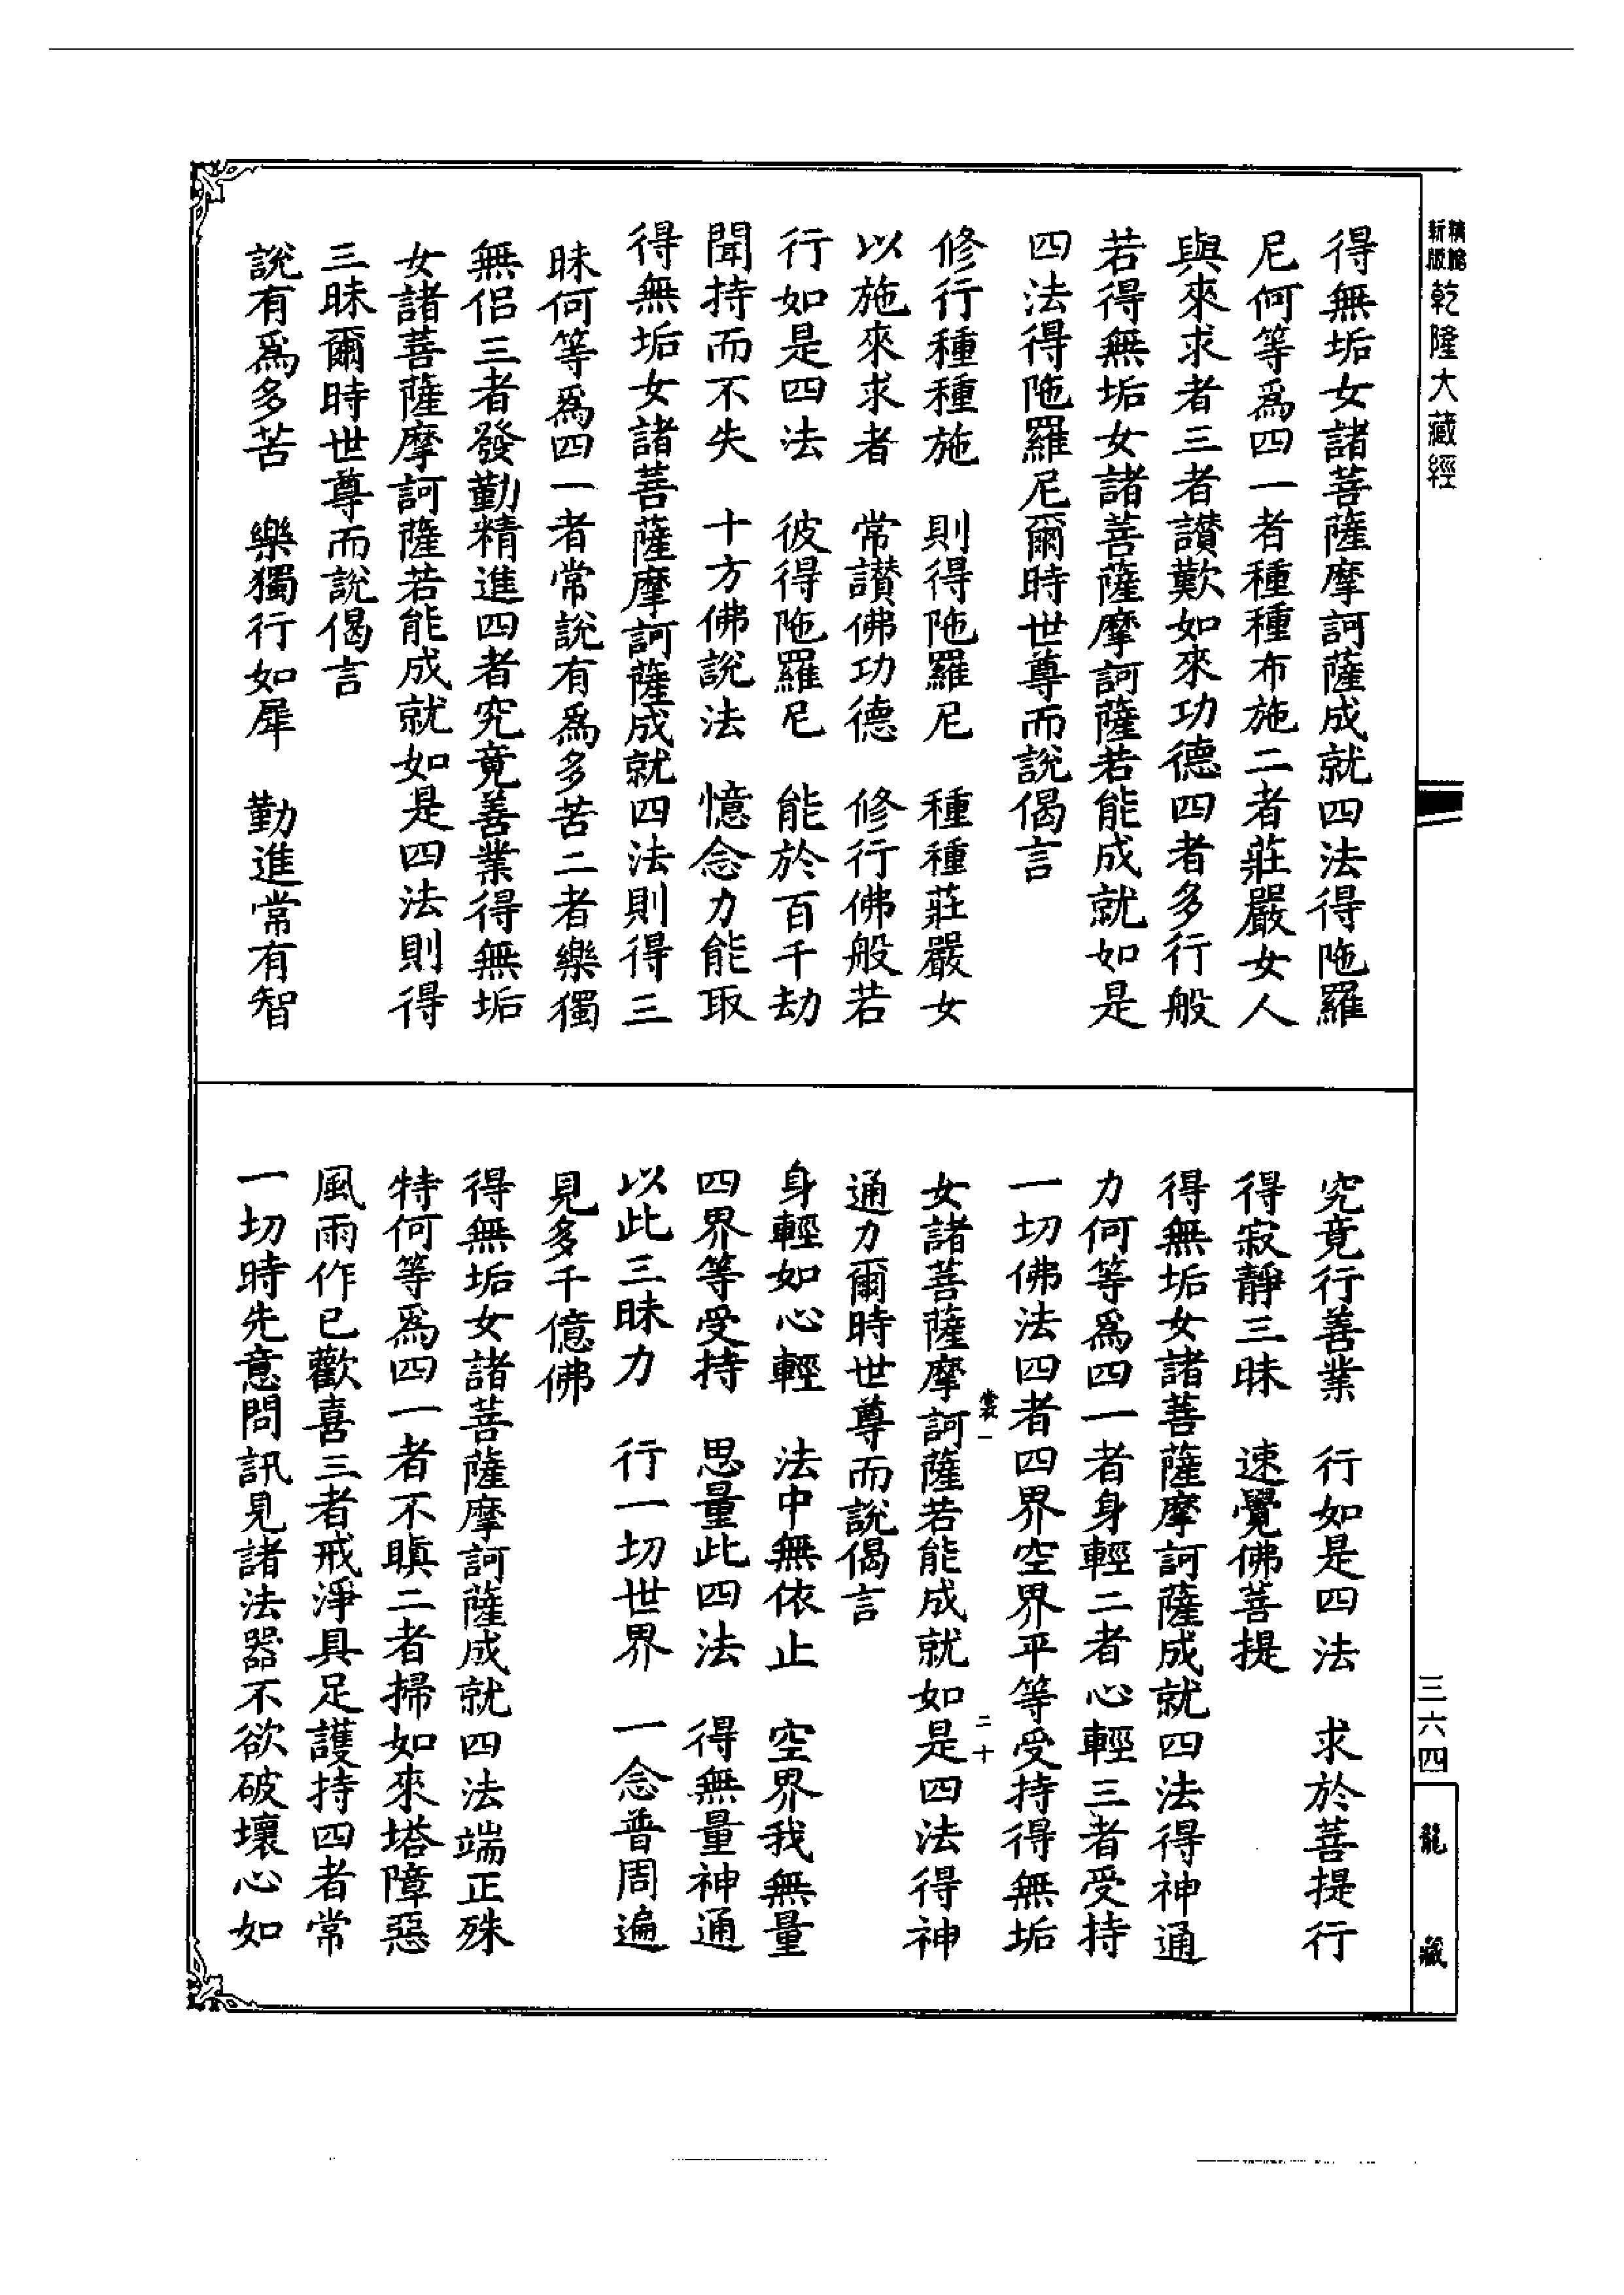 精縮新版乾隆大藏經
得無垢女諸菩薩摩訶薩成就四法得陁羅
尼何等爲四一者種種布施二者莊嚴女人
與來求者三者讃歎如來功德四者多行般
若得無垢女諸菩薩摩訶薩若能成就如是
四法得陁羅尼爾時世尊而說偈言
修行種種施　則得陁羅尼　種種莊嚴女
以施來求者　常讃佛功德　修行佛般若
行如是四法　彼得陁羅尼　能於百千劫
聞持而不失　十方佛說法　憶念力能取
得無垢女諸菩薩摩訶薩成就四法則得三
昧何等爲四一者常說有爲多苦二者樂獨
無侶三者發勤精進四者究竟善業得無垢
女諸菩薩摩訶薩若能成就如是四法則得
三昧爾時世尊而說偈言
說有爲多苦　樂獨行如犀　勤進常有智
究竟行善業　行如是四法　求於菩提行
得寂靜三昧　速覺佛菩提
得無垢女諸菩薩摩訶薩成就四法得神通
力何等爲四一者身輕二者心輕三者受持
一切佛法四者四界空界平等受持得無垢
裳一　二十
女諸菩薩摩訶薩若能成就如是四法得神
通力爾時世尊而說偈言
身輕如心輕　法中無依止　空界我無量
四界等受持　思量此四法　得無量神通
以此三昧力　行一切世界　一念普周遍
見多千億佛
得無垢女諸菩薩摩訶薩成就四法端正殊
特何等爲四一者不瞋二者掃如來塔障惡
風雨作已歡喜三者戒淨具足護持四者常
一切時先意問訊見諸法器不欲破壞心如
三六四
龍藏